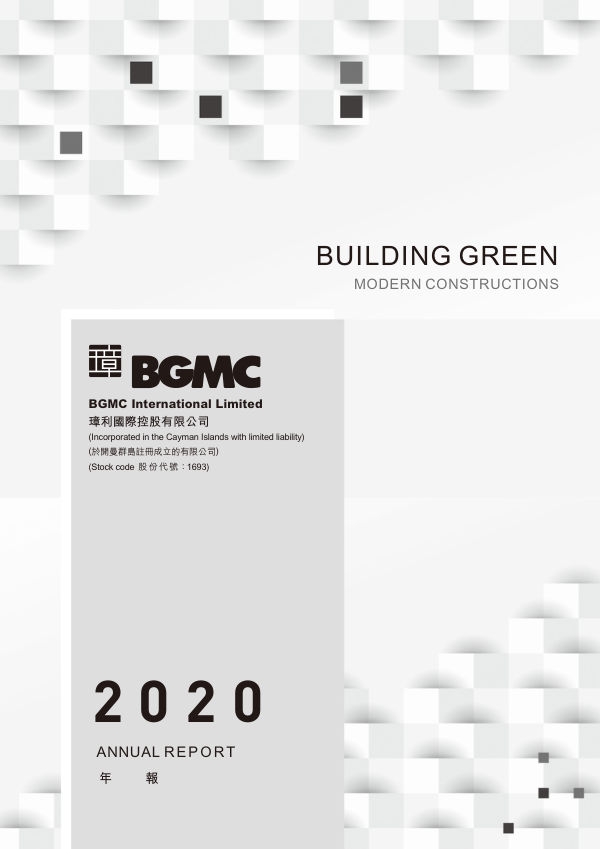 BUILDING GREEN
MODERN CONSTRUCTIONS
BGMC
BGMC International Limited
璋利國際控股有限公司
(Incorporated in the Cayman Islands with limited liability)
(於開曼群島註冊成立的有限公司)
(Stock code 股份代號：1693)
2020
ANNUAL REPORT
年 報